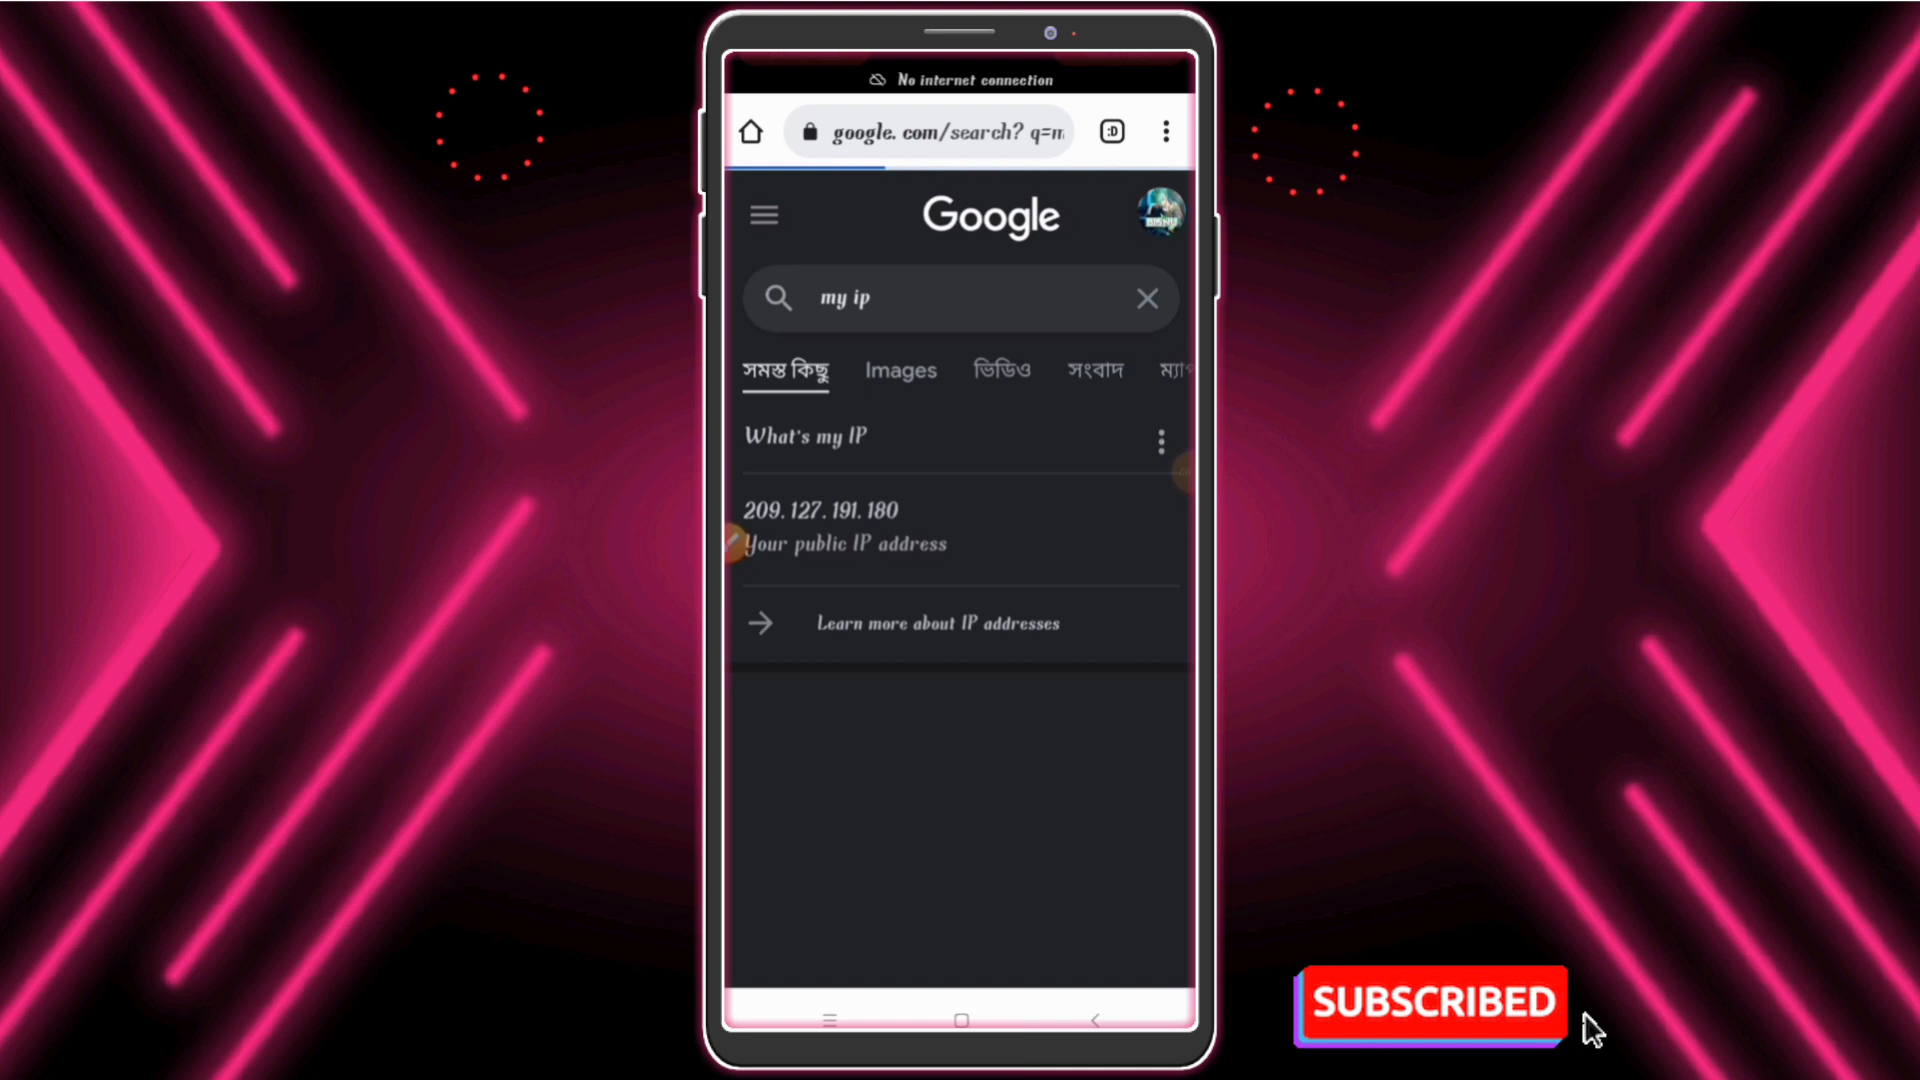 No internet connection
google. com/search? q=m
:D
Google
my ip
সমস্ত কিছু Images ভিডিও সংবাদ ম্যাপ
What's my IP
209. 127. 191. 180
Your public IP address
Learn more about IP addresses
SUBSCRIBED